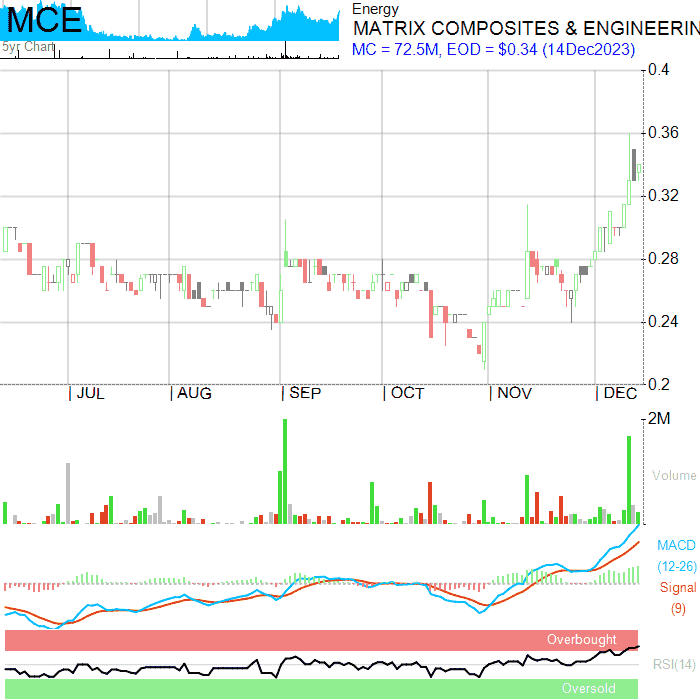 MCE
5yr Chart
Energy
MATRIX COMPOSITES & ENGINEERIN
MC = 72.5M, EOD = $0.34 (14Dec2023)
0.4
0.36
0.32
0.28
0.24
0.2
JUL AUG SEP OCT NOV DEC
2M
Volume
MACD
(12-26)
Signal
(9)
Overbought
RSI(14)
Oversold